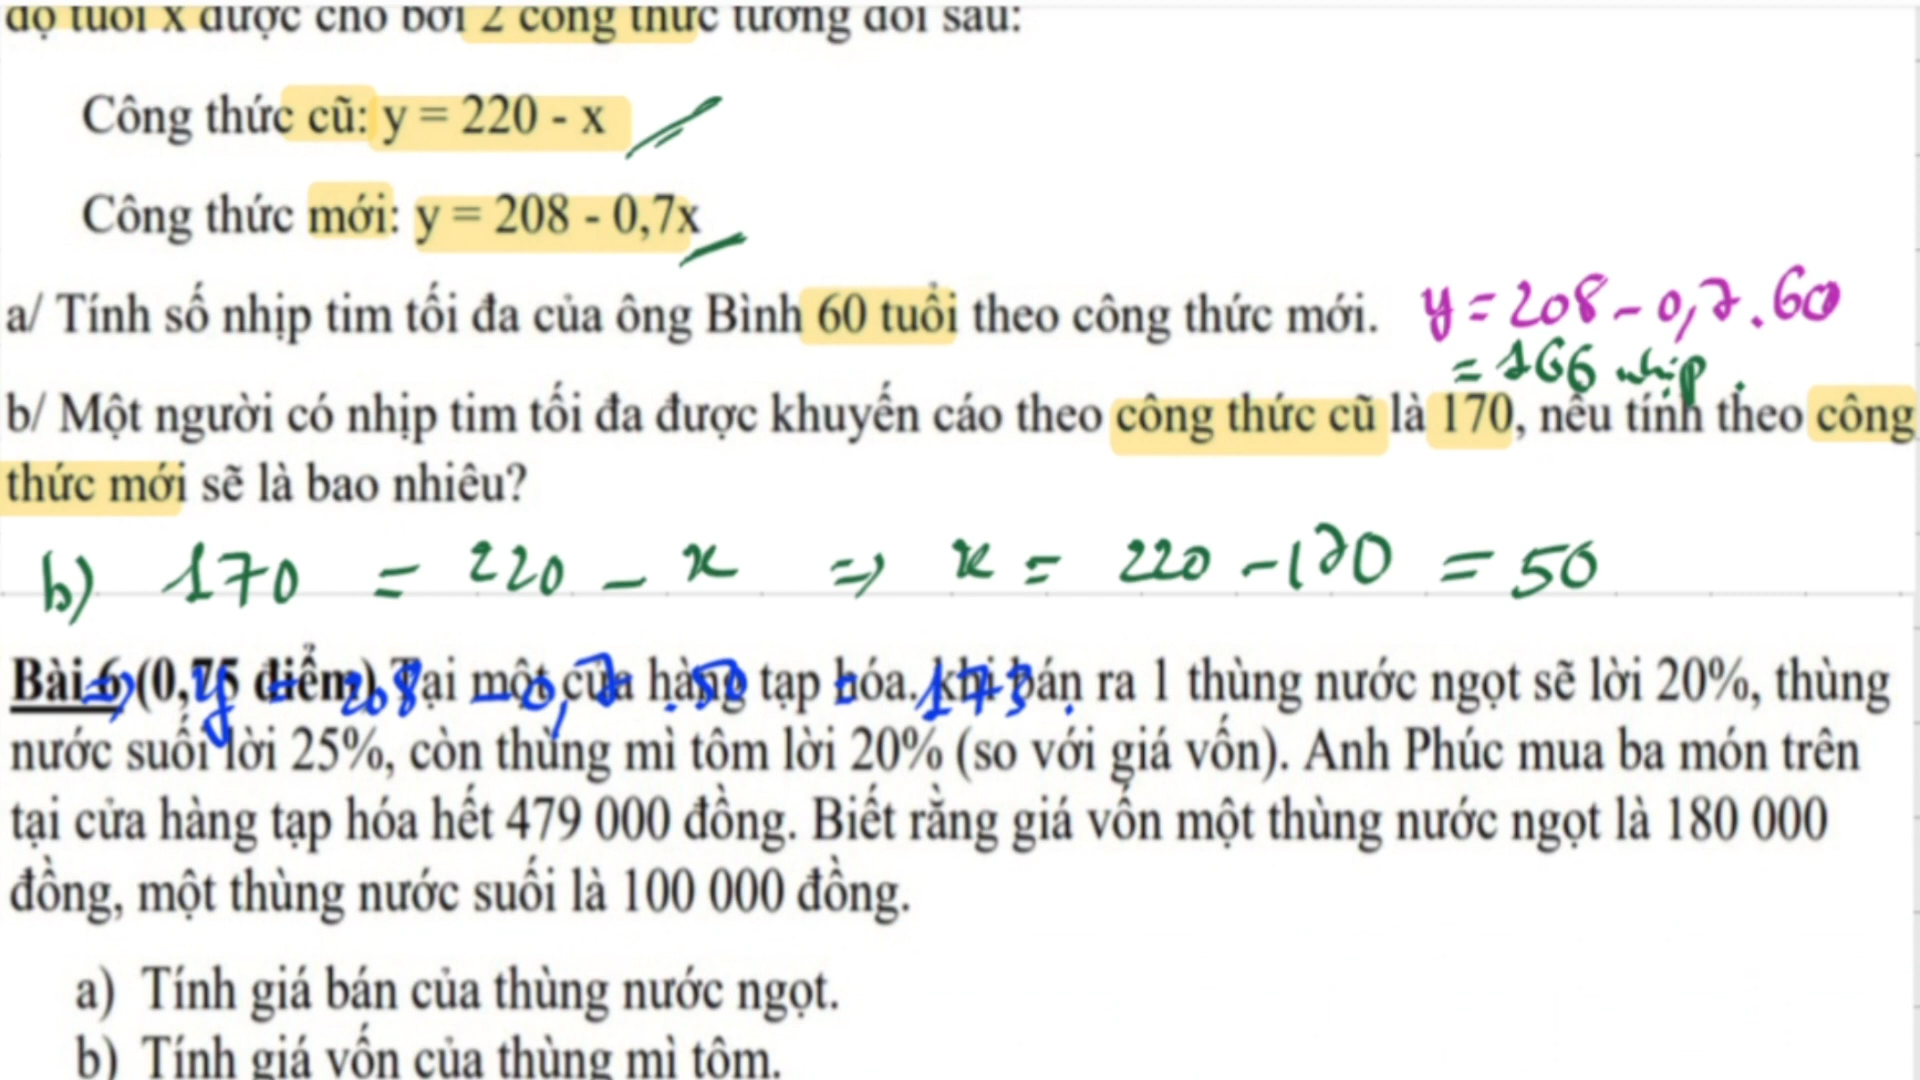 độ tuổi x được cho bởi 2 công thức tương đối sau:
Công thức cũ: y = 220 - x
Công thức mới: y = 208 - 0,7x
a/ Tính số nhịp tim tối đa của ông Bình 60 tuổi theo công thức mới. y = 208 - 0,7.60
= 166 nhịp.
b/ Một người có nhịp tim tối đa được khuyến cáo theo công thức cũ là 170, nếu tính theo công
thức mới sẽ là bao nhiêu?
b) 170 = 220 - x => x = 220 - 170 = 50
=> y = 208 - 0,7.50 = 173.
Bài 6 (0,75 điểm) Tại một cửa hàng tạp hóa, khi bán ra 1 thùng nước ngọt sẽ lời 20%, thùng
nước suối lời 25%, còn thùng mì tôm lời 20% (so với giá vốn). Anh Phúc mua ba món trên
tại cửa hàng tạp hóa hết 479 000 đồng. Biết rằng giá vốn một thùng nước ngọt là 180 000
đồng, một thùng nước suối là 100 000 đồng.
a) Tính giá bán của thùng nước ngọt.
b) Tính giá vốn của thùng mì tôm.